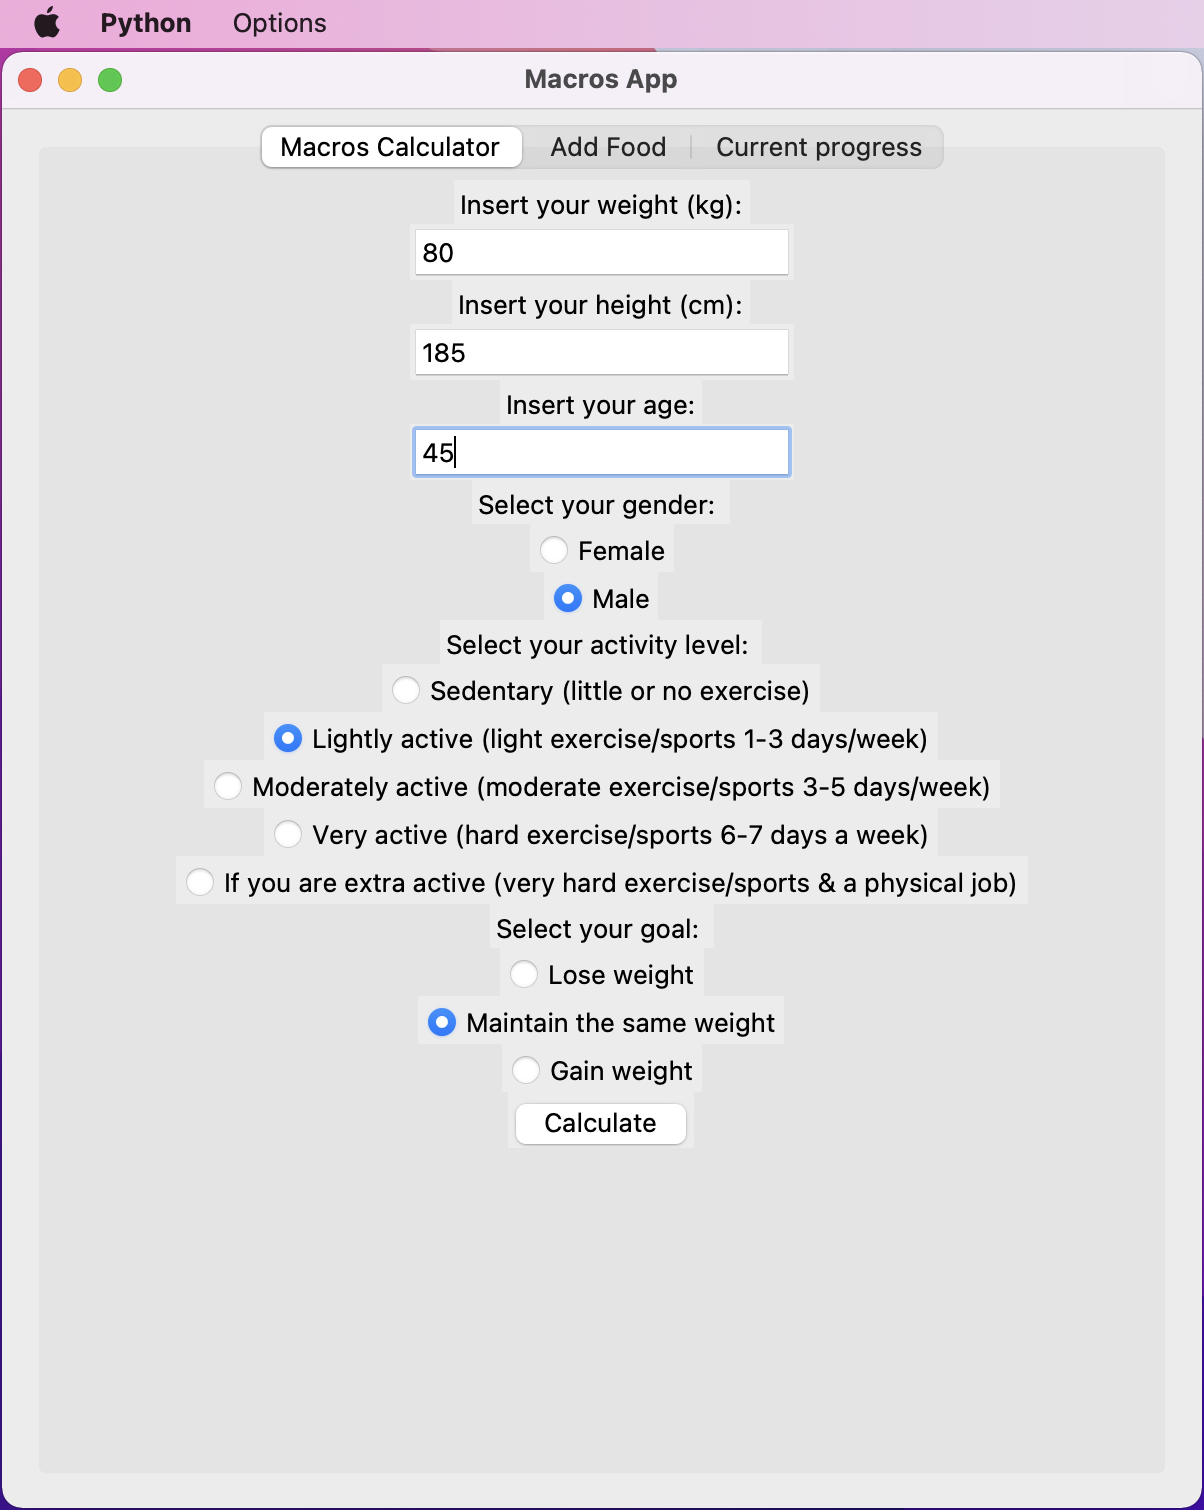 Python Options
Macros App
Macros Calculator Add Food Current progress
Insert your weight (kg):
80
Insert your height (cm):
185
Insert your age:
45
Select your gender:
Female
Male
Select your activity level:
Sedentary (little or no exercise)
Lightly active (light exercise/sports 1-3 days/week)
Moderately active (moderate exercise/sports 3-5 days/week)
Very active (hard exercise/sports 6-7 days a week)
If you are extra active (very hard exercise/sports & a physical job)
Select your goal:
Lose weight
Maintain the same weight
Gain weight
Calculate